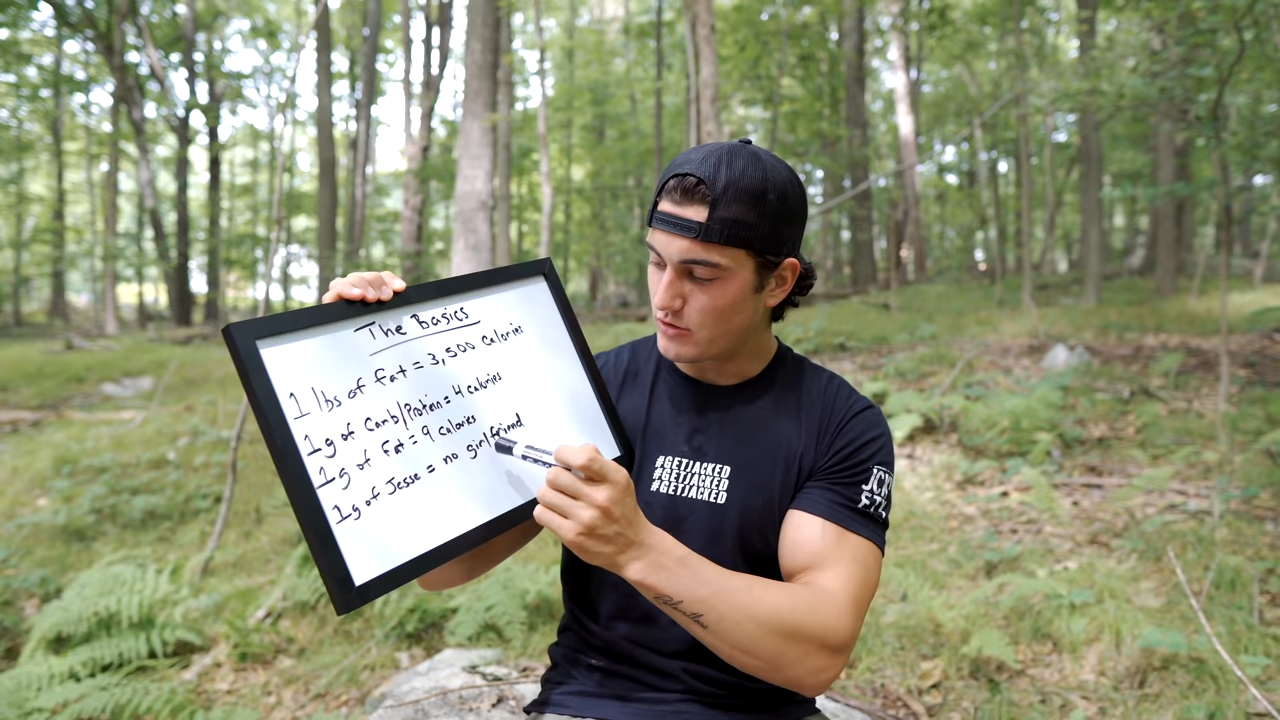 The Basics
1 lbs of fat = 3,500 Calories
1g of Carb/Protein = 4 calories
1g of Fat = 9 calories
1g of Jesse = no girlfriend
#GETJACKED
#GETJACKED
#GETJACKED
Relentless